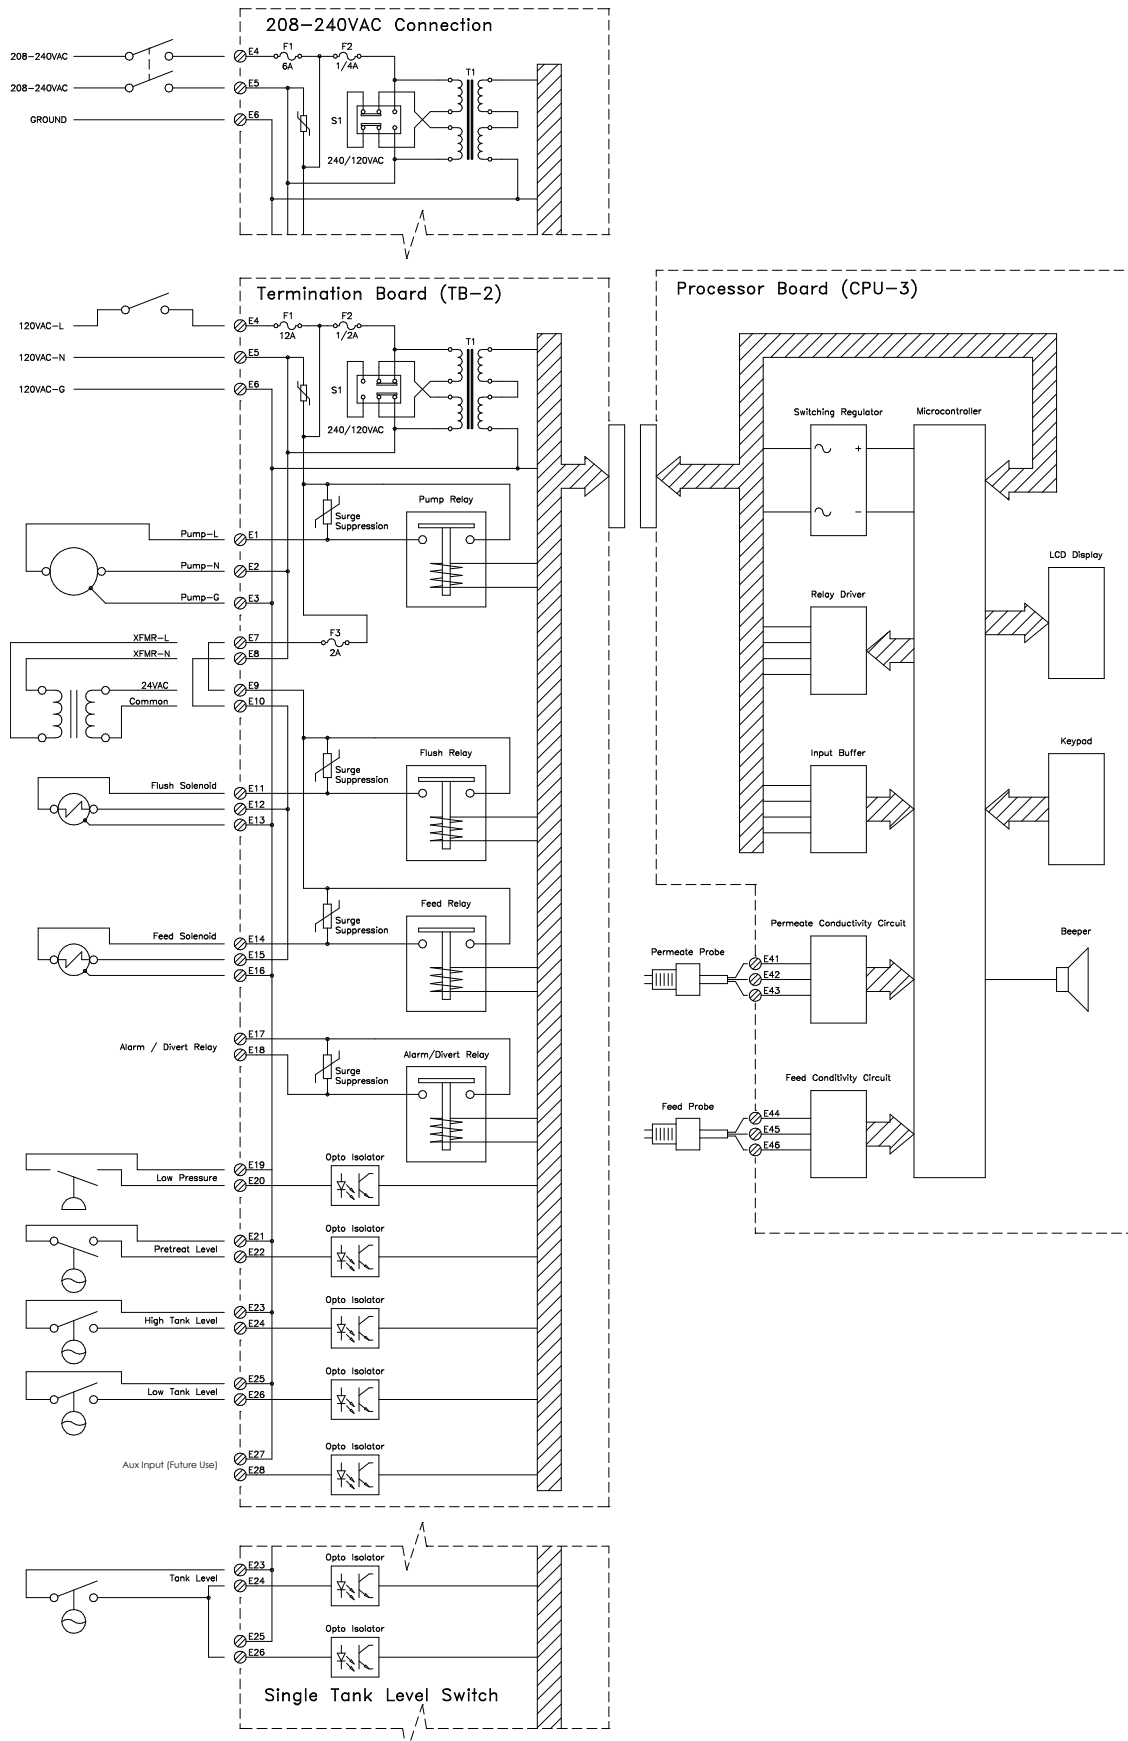 208-240VAC Connection
208-240VAC
E4
F1
6A
F2
1/4A
T1
208-240VAC
E5
GROUND
E6
S1
240/120VAC
Termination Board (TB-2)
Processor Board (CPU-3)
120VAC-L
E4
F1
12A
F2
1/2A
T1
120VAC-N
E5
120VAC-G
E6
S1
240/120VAC
Switching Regulator
Microcontroller
+
-
Pump Relay
Surge
Suppression
Pump-L
E1
Pump-N
E2
Pump-G
E3
LCD Display
Relay Driver
XFMR-L
E7
F3
2A
XFMR-N
E8
24VAC
E9
Common
E10
Flush Relay
Surge
Suppression
Flush Solenoid
E11
E12
E13
Input Buffer
Keypad
Feed Relay
Surge
Suppression
Feed Solenoid
E14
E15
E16
Permeate Conductivity Circuit
Permeate Probe
E41
E42
E43
Beeper
Alarm / Divert Relay
E17
E18
Surge
Suppression
Alarm/Divert Relay
Feed Conditivity Circuit
Feed Probe
E44
E45
E46
Low Pressure
E19
E20
Opto Isolator
Pretreat Level
E21
E22
Opto Isolator
High Tank Level
E23
E24
Opto Isolator
Low Tank Level
E25
E26
Opto Isolator
Aux Input (Future Use)
E27
E28
Opto Isolator
Tank Level
E23
E24
Opto Isolator
E25
E26
Opto Isolator
Single Tank Level Switch